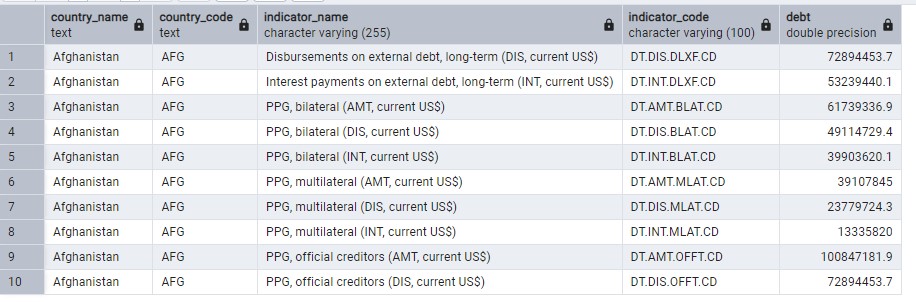 country_name country_code indicator_name indicator_code debt
text text character varying (255) character varying (100) double precision
1 Afghanistan AFG Disbursements on external debt, long-term (DIS, current US$) DT.DIS.DLXF.CD 72894453.7
2 Afghanistan AFG Interest payments on external debt, long-term (INT, current US$) DT.INT.DLXF.CD 53239440.1
3 Afghanistan AFG PPG, bilateral (AMT, current US$) DT.AMT.BLAT.CD 61739336.9
4 Afghanistan AFG PPG, bilateral (DIS, current US$) DT.DIS.BLAT.CD 49114729.4
5 Afghanistan AFG PPG, bilateral (INT, current US$) DT.INT.BLAT.CD 39903620.1
6 Afghanistan AFG PPG, multilateral (AMT, current US$) DT.AMT.MLAT.CD 39107845
7 Afghanistan AFG PPG, multilateral (DIS, current US$) DT.DIS.MLAT.CD 23779724.3
8 Afghanistan AFG PPG, multilateral (INT, current US$) DT.INT.MLAT.CD 13335820
9 Afghanistan AFG PPG, official creditors (AMT, current US$) DT.AMT.OFFT.CD 100847181.9
10 Afghanistan AFG PPG, official creditors (DIS, current US$) DT.DIS.OFFT.CD 72894453.7